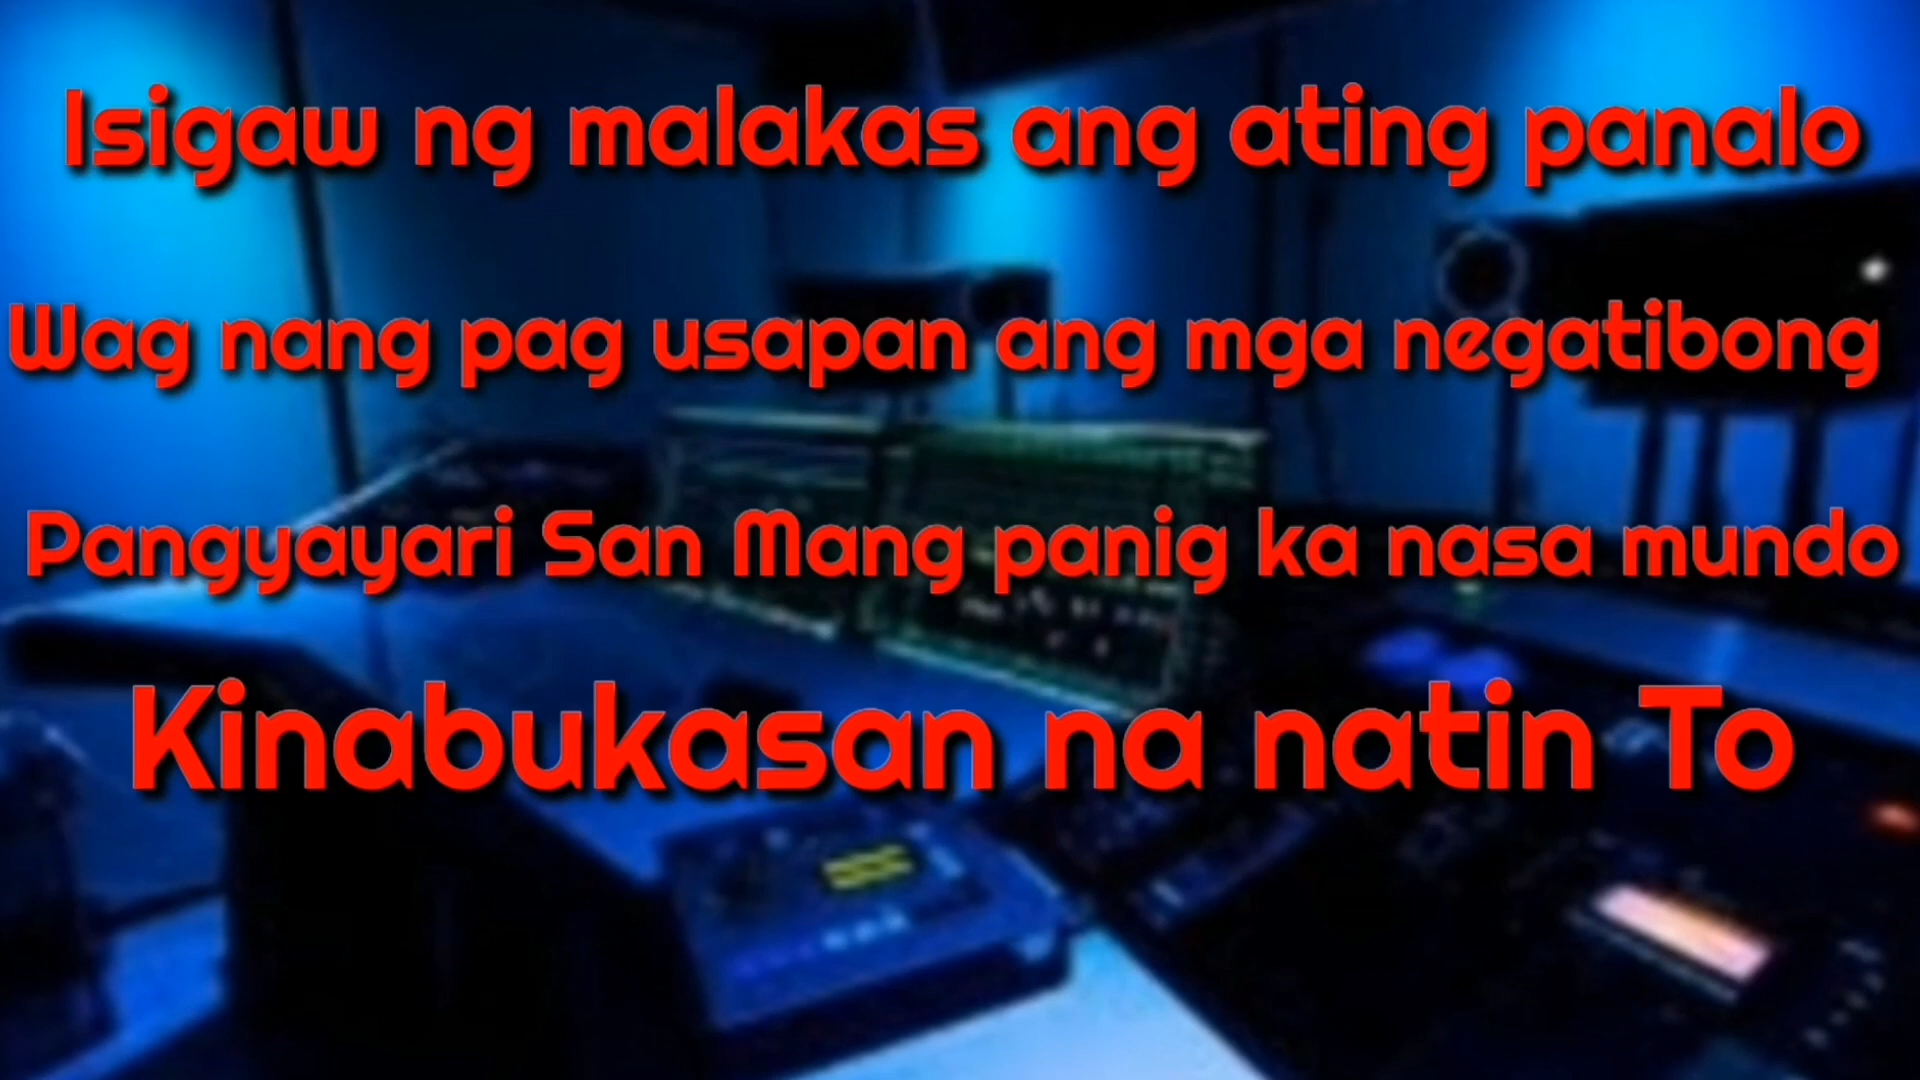 Isigaw ng malakas ang ating panalo
Wag nang pag usapan ang mga negatibong
Pangyayari San Mang panig ka nasa mundo
Kinabukasan na natin To